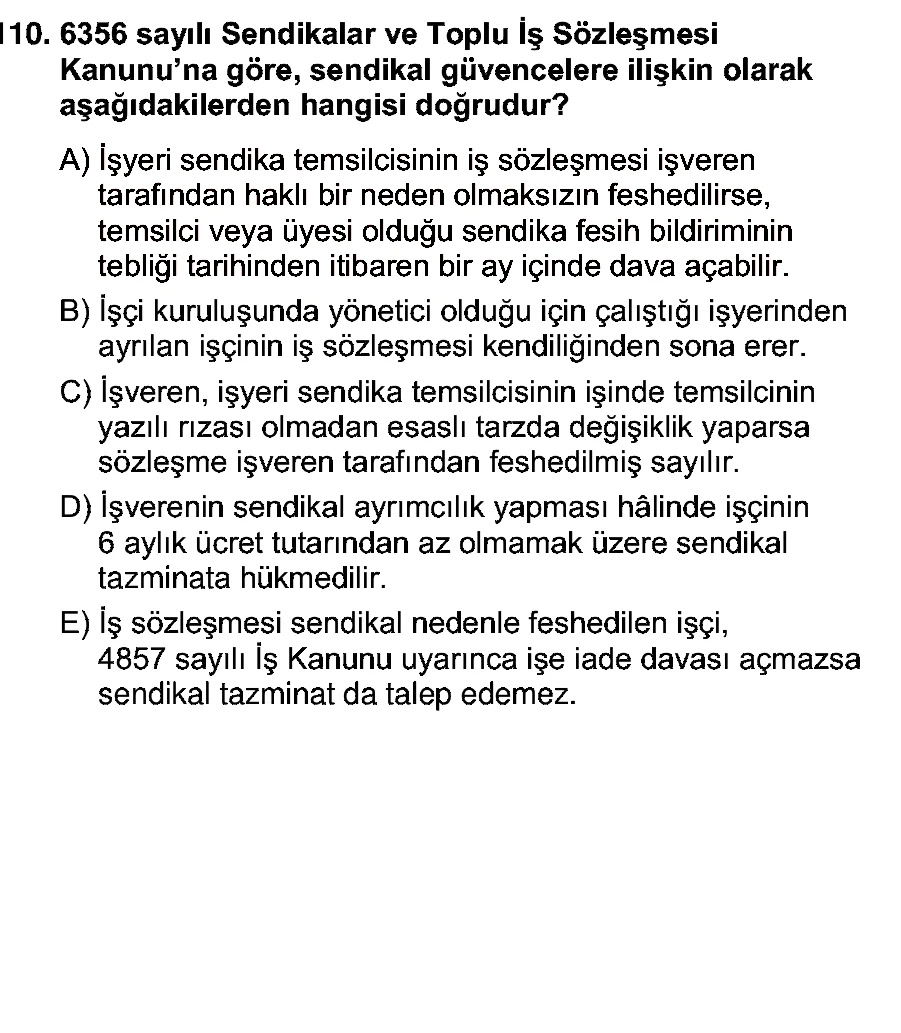 110. 6356 sayılı Sendikalar ve Toplu İş Sözleşmesi
Kanunu’na göre, sendikal güvencelere ilişkin olarak
aşağıdakilerden hangisi doğrudur?
A) İşyeri sendika temsilcisinin iş sözleşmesi işveren
tarafından haklı bir neden olmaksızın feshedilirse,
temsilci veya üyesi olduğu sendika fesih bildiriminin
tebliği tarihinden itibaren bir ay içinde dava açabilir.
B) İşçi kuruluşunda yönetici olduğu için çalıştığı işyerinden
ayrılan işçinin iş sözleşmesi kendiliğinden sona erer.
C) İşveren, işyeri sendika temsilcisinin işinde temsilcinin
yazılı rızası olmadan esaslı tarzda değişiklik yaparsa
sözleşme işveren tarafından feshedilmiş sayılır.
D) İşverenin sendikal ayrımcılık yapması hâlinde işçinin
6 aylık ücret tutarından az olmamak üzere sendikal
tazminata hükmedilir.
E) İş sözleşmesi sendikal nedenle feshedilen işçi,
4857 sayılı İş Kanunu uyarınca işe iade davası açmazsa
sendikal tazminat da talep edemez.